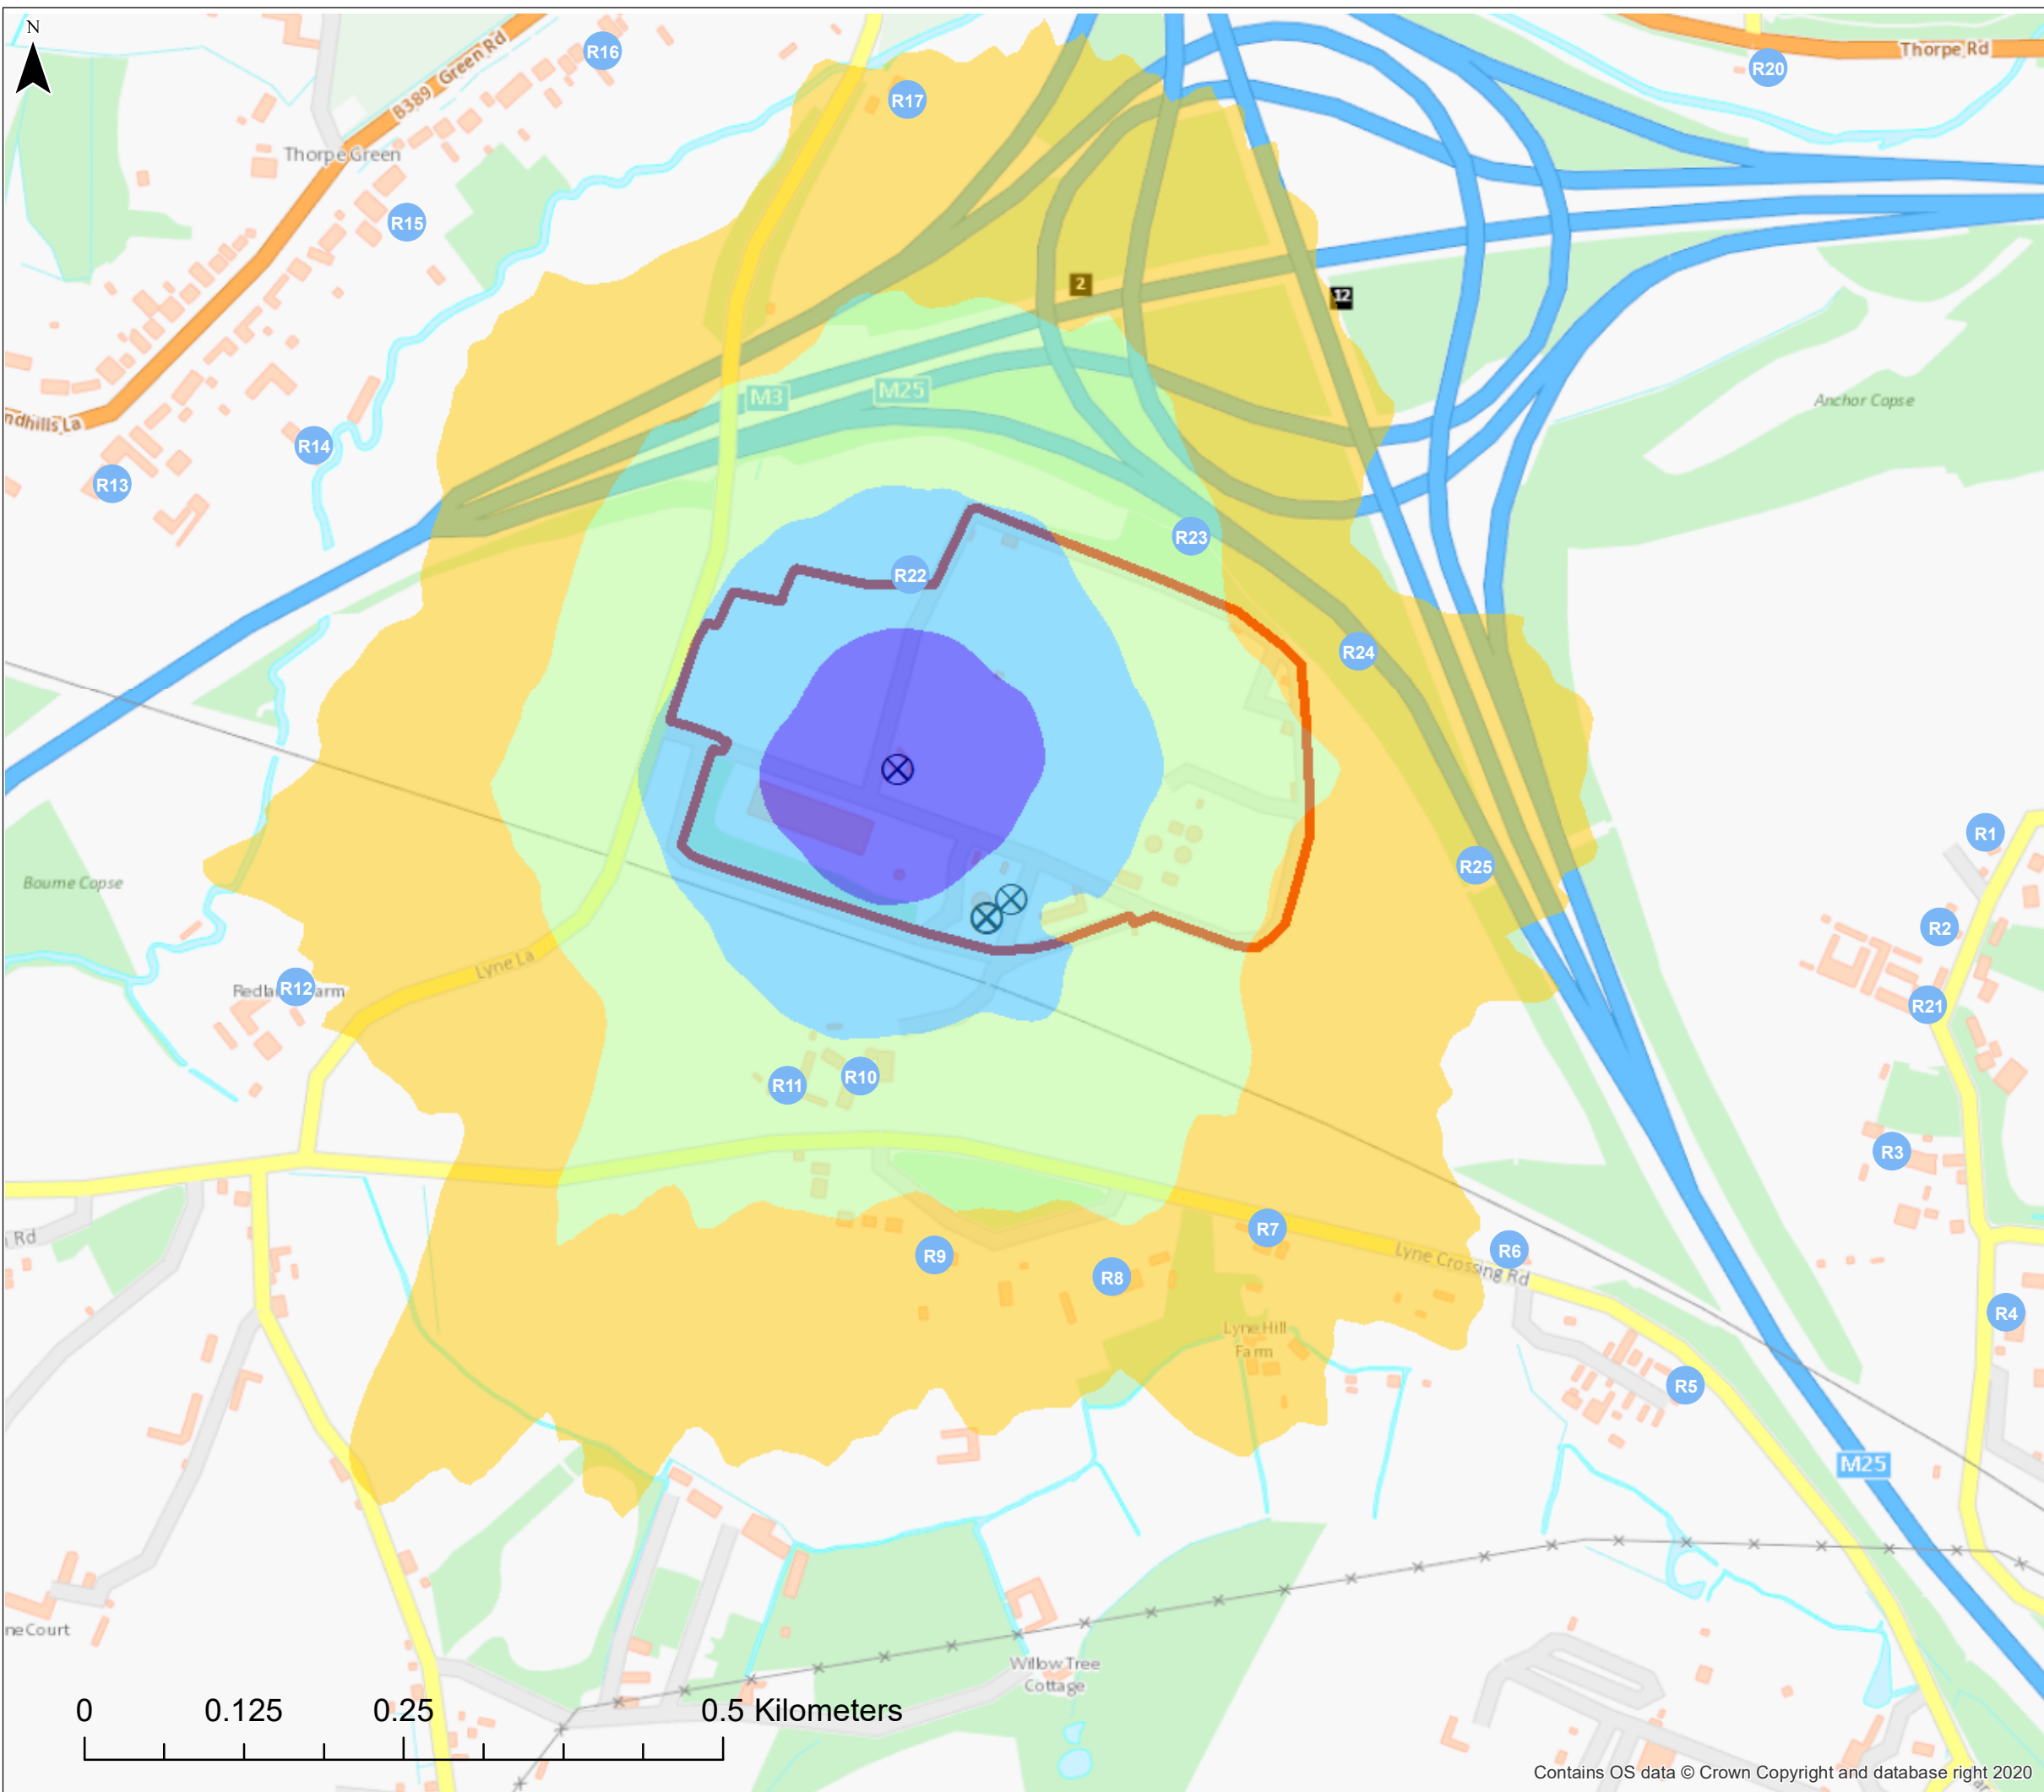 N
B389 Green Rd
R16
R17
Thorpe Rd
R20
Thorpe Green
R15
2
12
M3
M25
Anchor Copse
ndhills La
R14
R13
R23
R22
R24
R1
R25
Bourne Copse
R2
Lyne La
R12
R21
R11
R10
R3
Rd
R9
R7
R8
Lyne Crossing Rd
R6
R4
Lyne Hill
Farm
R5
M25
ne Court
Willow Tree
Cottage
0 0.125 0.25 0.5 Kilometers
Contains OS data © Crown Copyright and database right 2020